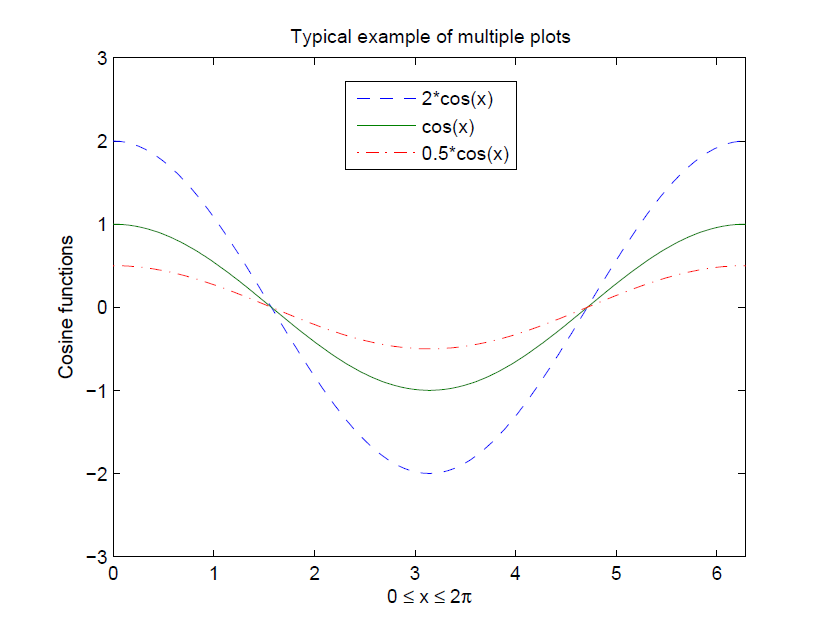 Typical example of multiple plots
3
2*cos(x)
cos(x)
0.5*cos(x)
2
1
0
−1
−2
−3
Cosine functions
0 1 2 3 4 5 6
0 ≤ x ≤ 2π